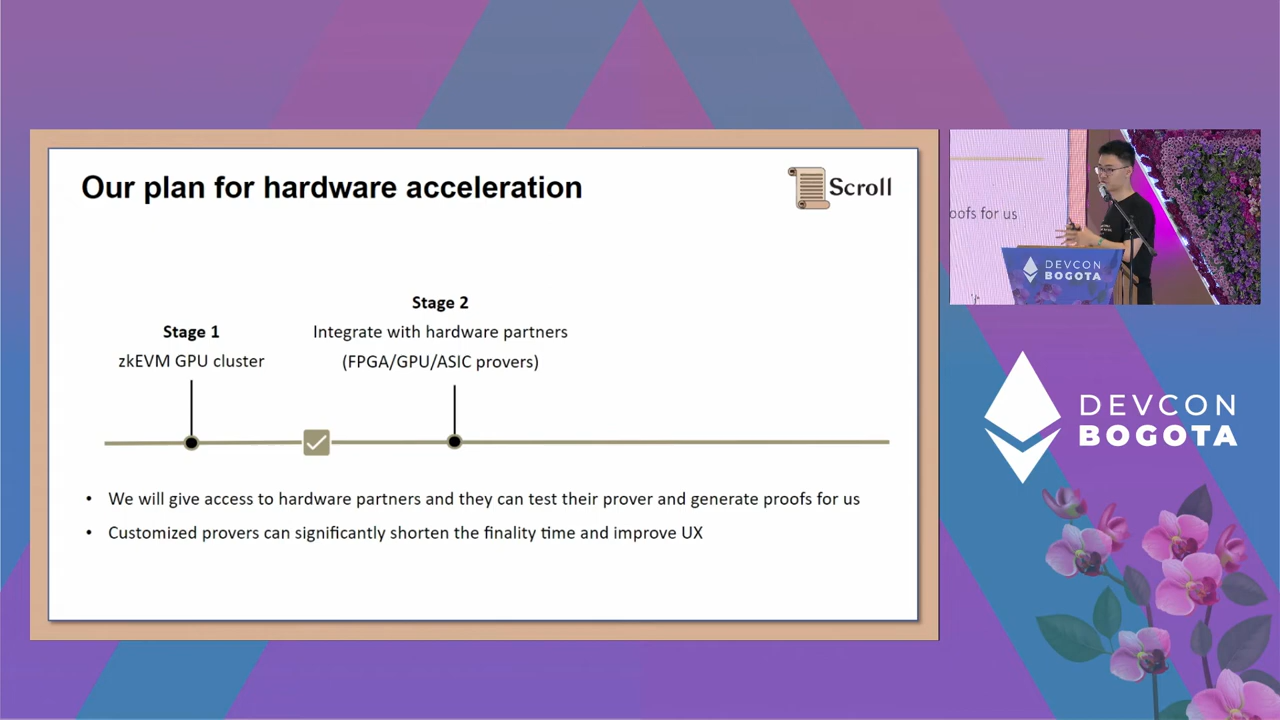 Our plan for hardware acceleration
Scroll
Stage 1
zkEVM GPU cluster
Stage 2
Integrate with hardware partners
(FPGA/GPU/ASIC provers)
• We will give access to hardware partners and they can test their prover and generate proofs for us
• Customized provers can significantly shorten the finality time and improve UX
oofs for us
DEVCON
BOGOTA
DEVCON
BOGOTA